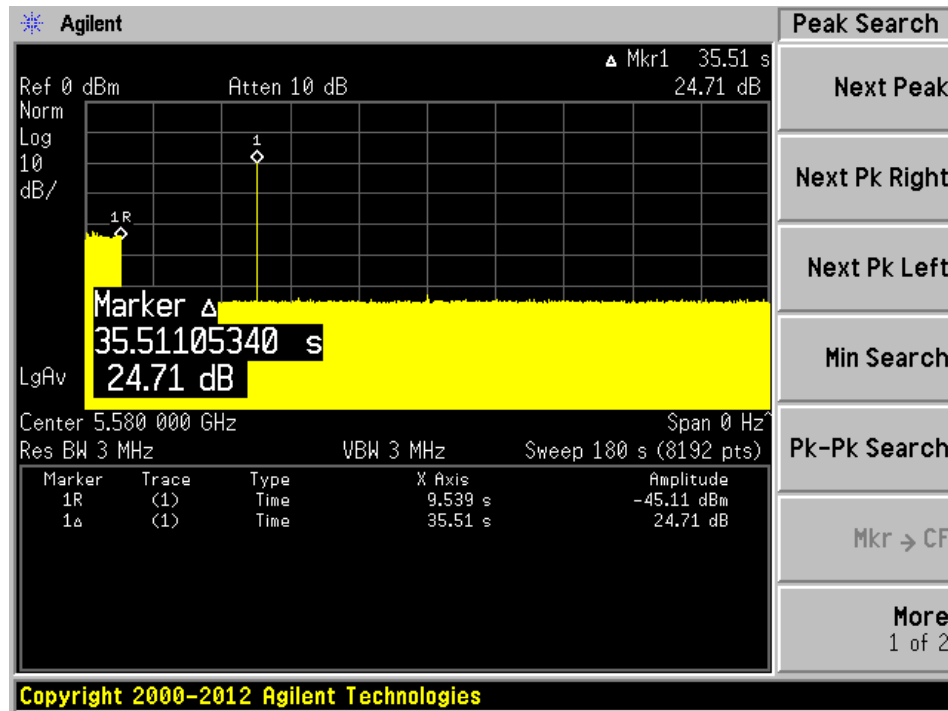 Agilent
Peak Search
Δ Mkr1 35.51 s
Ref 0 dBm Atten 10 dB 24.71 dB
Norm
Log
10
dB/
1
1R
Marker Δ
35.51105340 s
24.71 dB
LgAv
Center 5.580 000 GHz Span 0 Hz^
Res BW 3 MHz VBW 3 MHz Sweep 180 s (8192 pts)
Marker Trace Type X Axis Amplitude
1R (1) Time 9.539 s -45.11 dBm
1Δ (1) Time 35.51 s 24.71 dB
Next Peak
Next Pk Right
Next Pk Left
Min Search
Pk-Pk Search
Mkr → CF
More
1 of 2
Copyright 2000-2012 Agilent Technologies